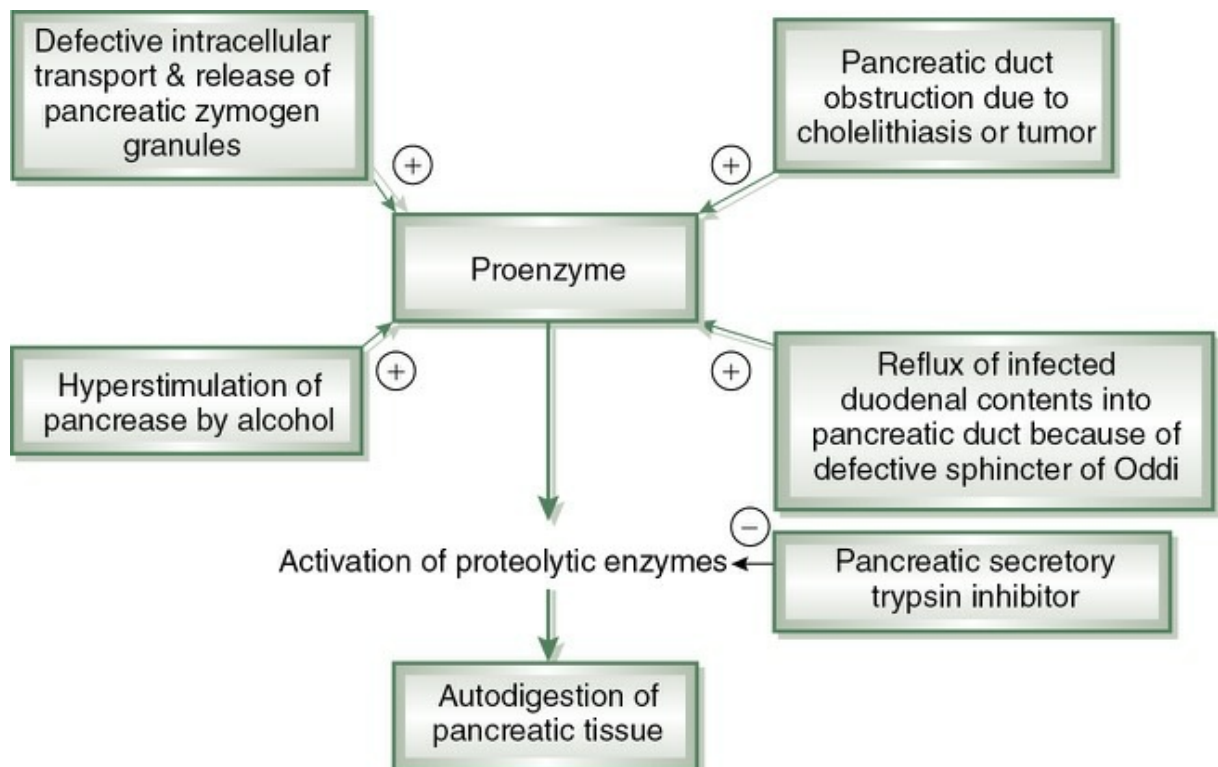 Defective intracellular
transport & release of
pancreatic zymogen
granules
+
Pancreatic duct
obstruction due to
cholelithiasis or tumor
+
Proenzyme
Hyperstimulation of
pancrease by alcohol
+
+
Reflux of infected
duodenal contents into
pancreatic duct because of
defective sphincter of Oddi
−
Activation of proteolytic enzymes
Pancreatic secretory
trypsin inhibitor
Autodigestion of
pancreatic tissue